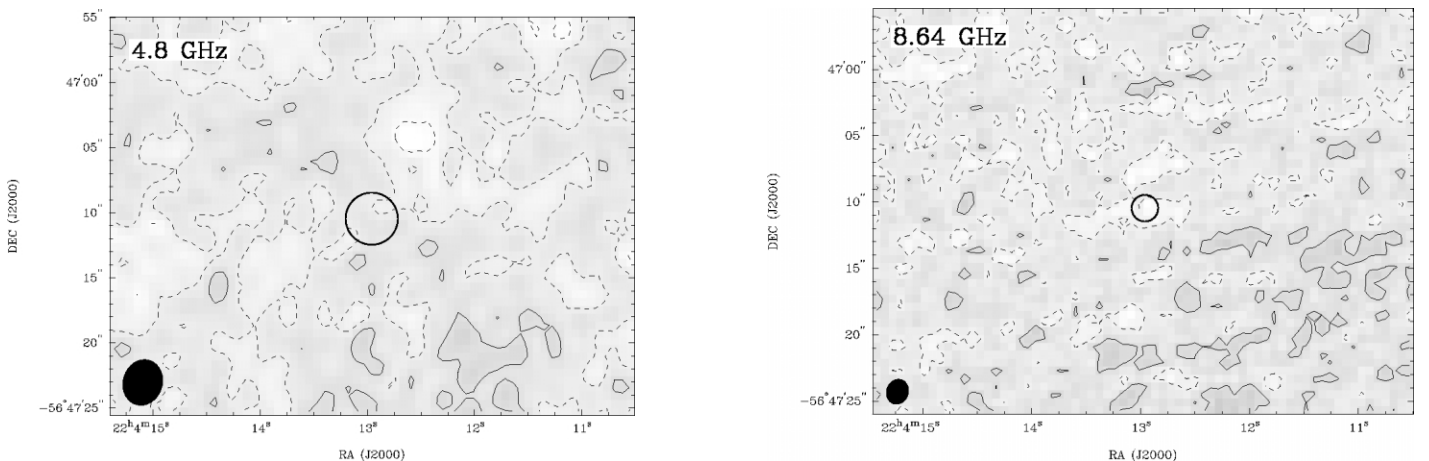 4.8 GHz
55"
47'00"
05"
10"
15"
20"
−56°47'25"
DEC (J2000)
22ʰ4ᵐ15ˢ
14ˢ
13ˢ
12ˢ
11ˢ
RA (J2000)
8.64 GHz
47'00"
05"
10"
15"
20"
−56°47'25"
DEC (J2000)
22ʰ4ᵐ15ˢ
14ˢ
13ˢ
12ˢ
11ˢ
RA (J2000)